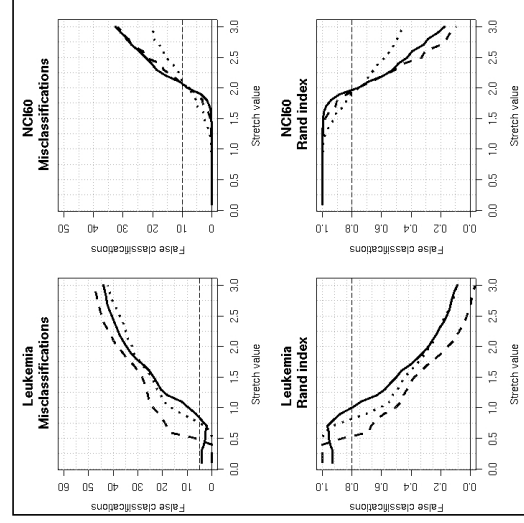 Leukemia
Misclassifications
False classifications
60
50
40
30
20
10
0
0.0 0.5 1.0 1.5 2.0 2.5 3.0
Stretch value
NCI60
Misclassifications
False classifications
50
40
30
20
10
0
0.0 0.5 1.0 1.5 2.0 2.5 3.0
Stretch value
Leukemia
Rand index
False classifications
1.0
0.8
0.6
0.4
0.2
0.0
0.0 0.5 1.0 1.5 2.0 2.5 3.0
Stretch value
NCI60
Rand index
False classifications
1.0
0.8
0.6
0.4
0.2
0.0
0.0 0.5 1.0 1.5 2.0 2.5 3.0
Stretch value